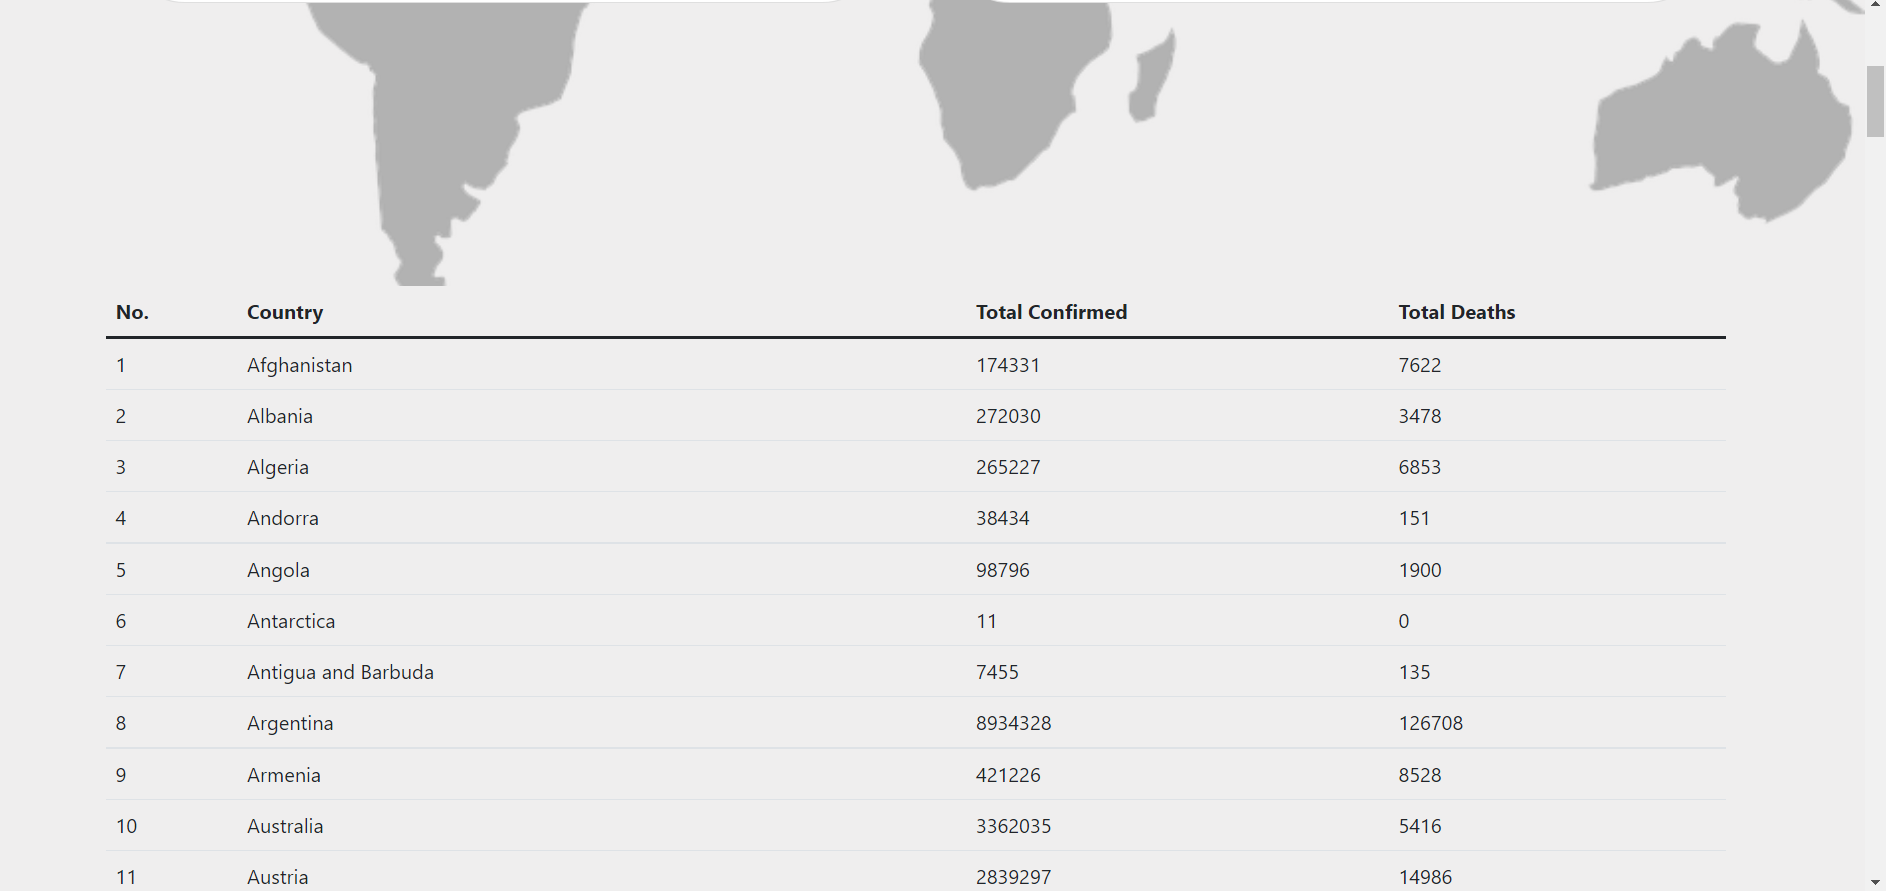 No. Country Total Confirmed Total Deaths
1 Afghanistan 174331 7622
2 Albania 272030 3478
3 Algeria 265227 6853
4 Andorra 38434 151
5 Angola 98796 1900
6 Antarctica 11 0
7 Antigua and Barbuda 7455 135
8 Argentina 8934328 126708
9 Armenia 421226 8528
10 Australia 3362035 5416
11 Austria 2839297 14986